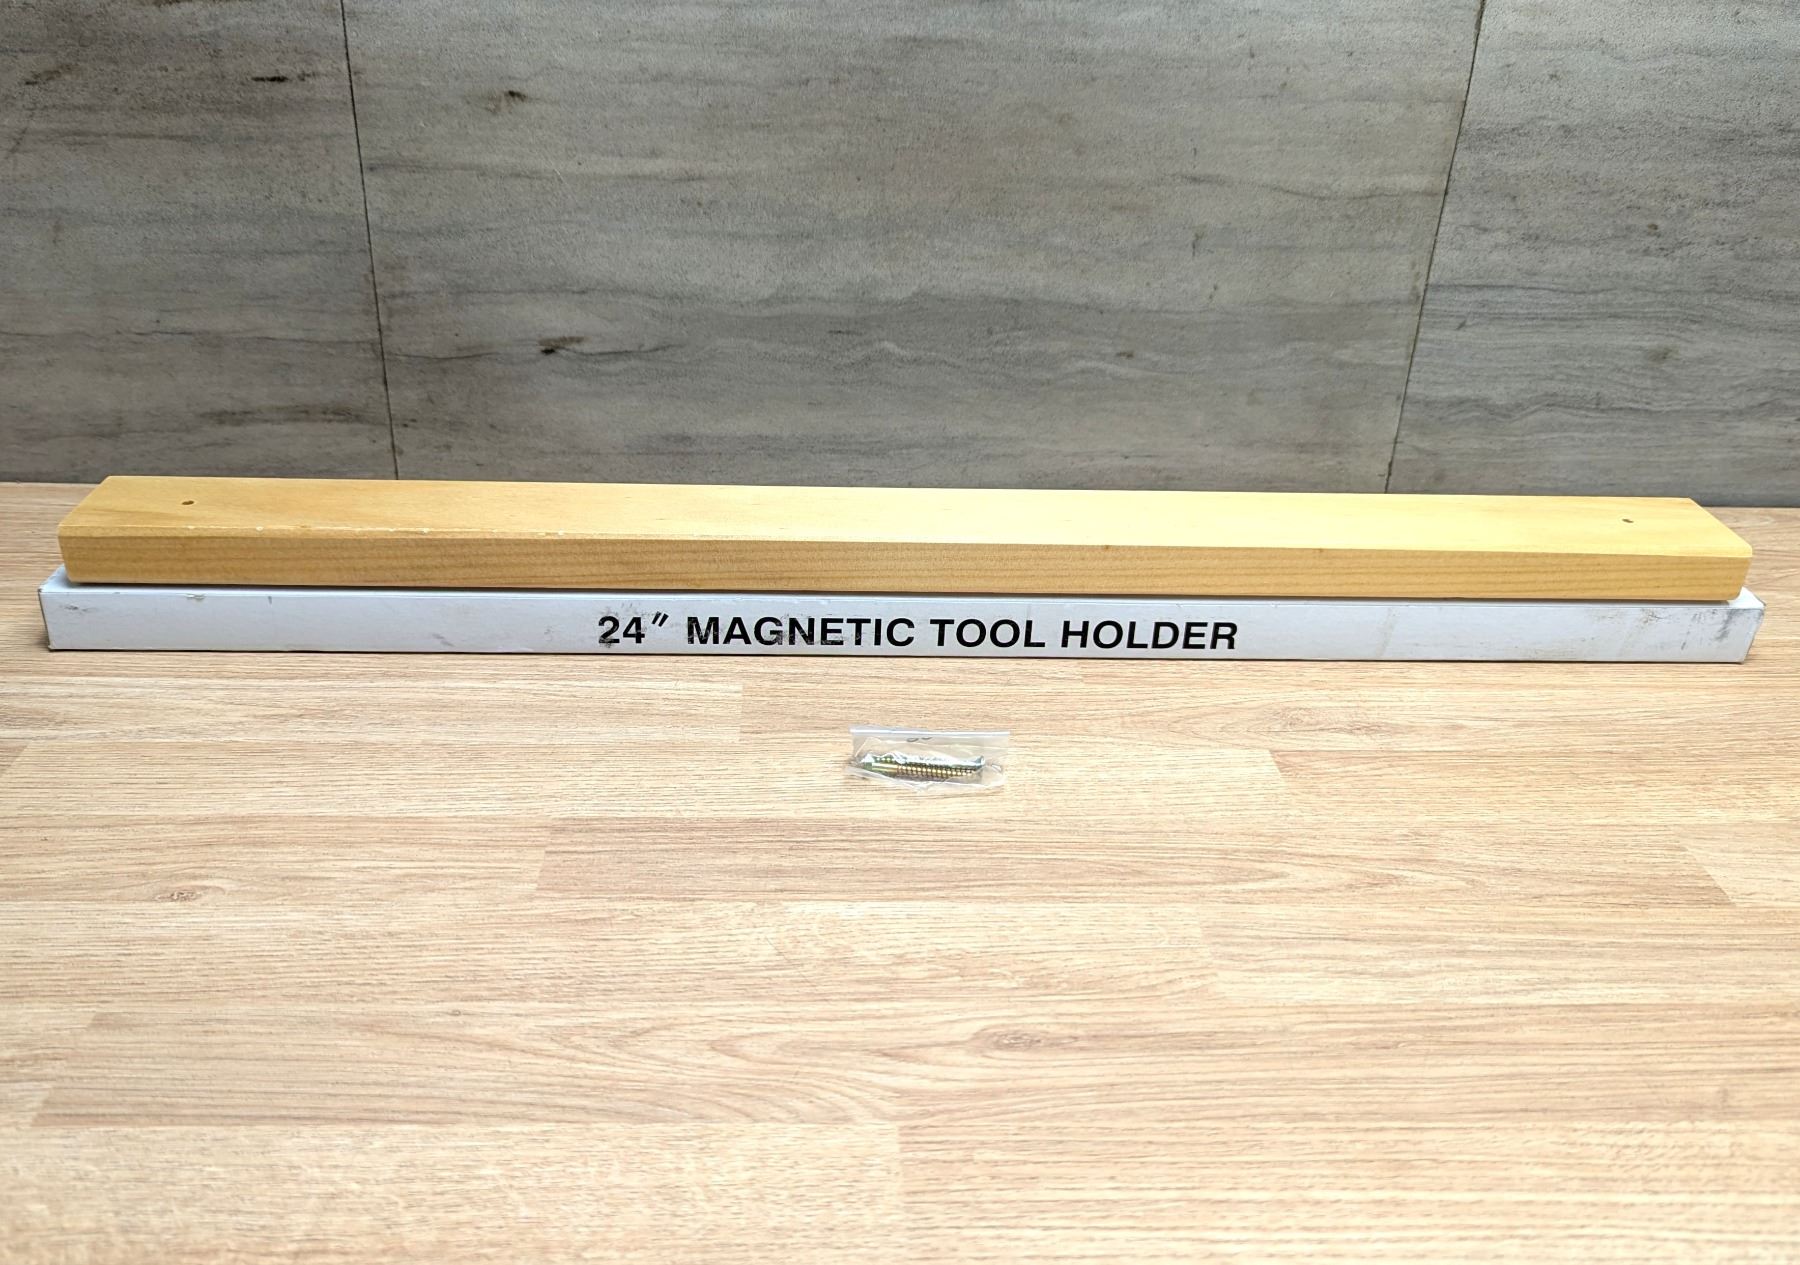 24" MAGNETIC TOOL HOLDER